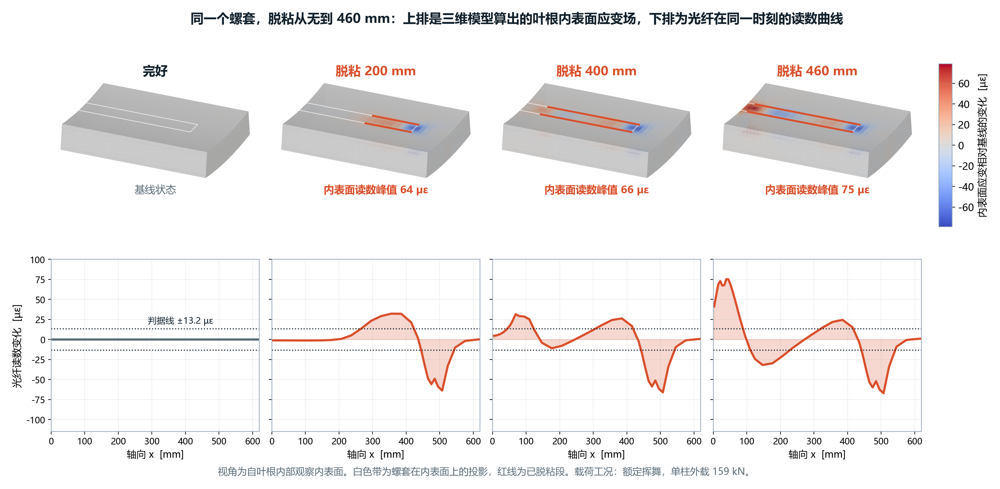 同一个螺套，脱粘从无到 460 mm：上排是三维模型算出的叶根内表面应变场，下排为光纤在同一时刻的读数曲线
完好
脱粘 200 mm
脱粘 400 mm
脱粘 460 mm
基线状态
内表面读数峰值 64 με
内表面读数峰值 66 με
内表面读数峰值 75 με
60
40
20
0
-20
-40
-60
内表面应变相对基线的变化 [με]
光纤读数变化 [με]
100
75
50
25
0
-25
-50
-75
-100
判据线 ±13.2 με
0 100 200 300 400 500 600
0 100 200 300 400 500 600
0 100 200 300 400 500 600
0 100 200 300 400 500 600
轴向 x [mm]
轴向 x [mm]
轴向 x [mm]
轴向 x [mm]
视角为自叶根内部观察内表面。白色带为螺套在内表面上的投影，红线为已脱粘段。载荷工况：额定挥舞，单柱外载 159 kN。